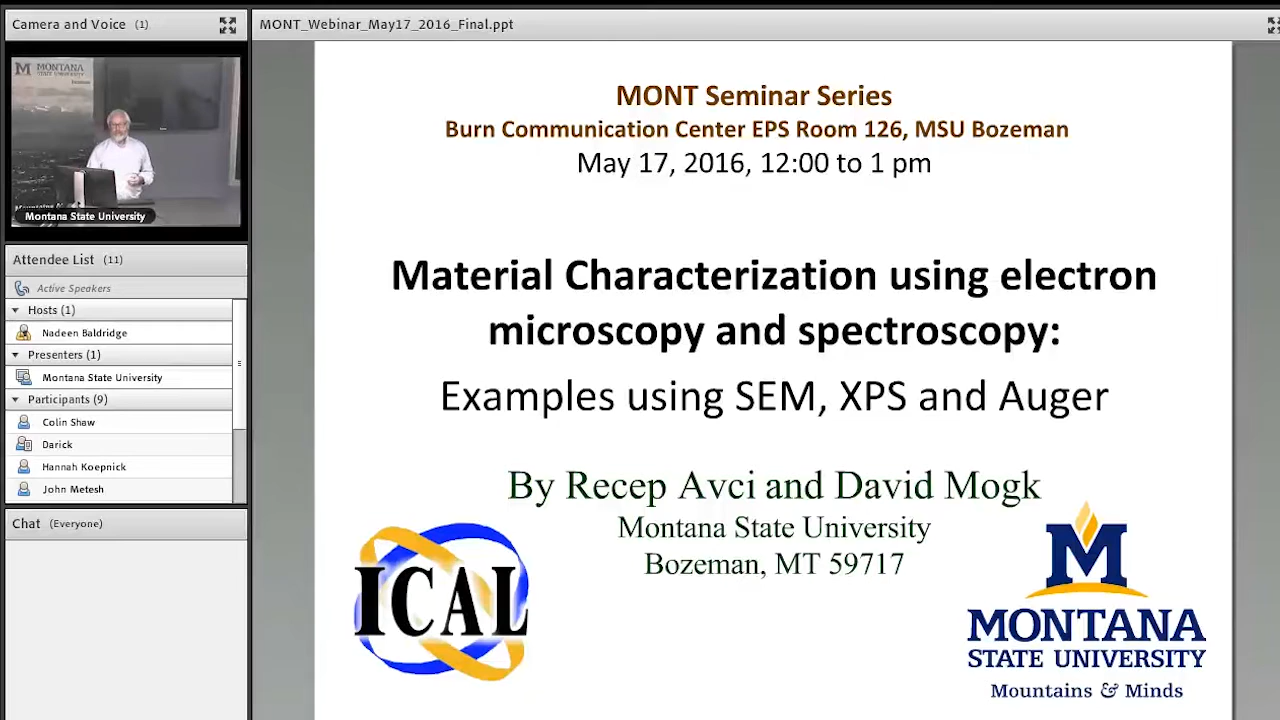 Camera and Voice (1)
MONT_Webinar_May17_2016_Final.ppt
M MONTANA
STATE UNIVERSITY
Montana State University
Attendee List (11)
Active Speakers
Hosts (1)
Nadeen Baldridge
Presenters (1)
Montana State University
Participants (9)
Colin Shaw
Darick
Hannah Koepnick
John Metesh
Chat (Everyone)
MONT Seminar Series
Burn Communication Center EPS Room 126, MSU Bozeman
May 17, 2016, 12:00 to 1 pm
Material Characterization using electron
microscopy and spectroscopy:
Examples using SEM, XPS and Auger
By Recep Avci and David Mogk
Montana State University
Bozeman, MT 59717
ICAL
M
MONTANA
STATE UNIVERSITY
Mountains & Minds